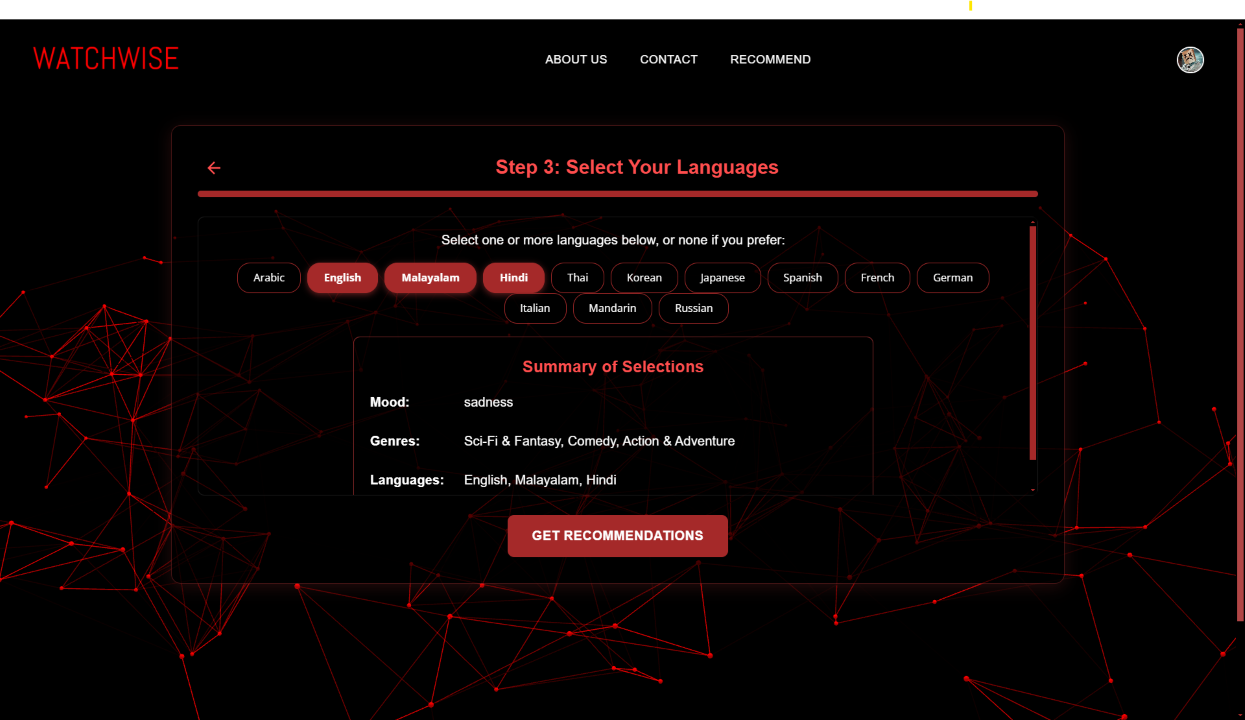 WATCHWISE ABOUT US CONTACT RECOMMEND
Step 3: Select Your Languages
Select one or more languages below, or none if you prefer:
Arabic English Malayalam Hindi Thai Korean Japanese Spanish French German
Italian Mandarin Russian
Summary of Selections
Mood: sadness
Genres: Sci-Fi & Fantasy, Comedy, Action & Adventure
Languages: English, Malayalam, Hindi
GET RECOMMENDATIONS